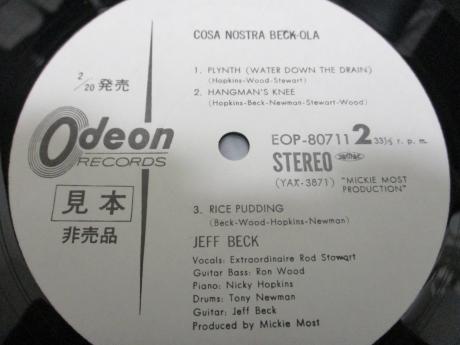 COSA NOSTRA BECK-OLA
2/20 発売
1. PLYNTH (WATER DOWN THE DRAIN)
(Hopkins-Wood-Stewart)
2. HANGMAN'S KNEE
(Hopkins-Beck-Newman-Stewart-Wood)
Odeon
RECORDS
EOP-80711 2 33⅓ r. p. m.
STEREO
(YAX-3871) "MICKIE MOST
PRODUCTION"
見本
非売品
3. RICE PUDDING
(Beck-Wood-Hopkins-Newman)
JEFF BECK
Vocals: Extraordinaire Rod Stewart
Guitar Bass: Ron Wood
Piano: Nicky Hopkins
Drums: Tony Newman
Guitar: Jeff Beck
Produced by Mickie Most